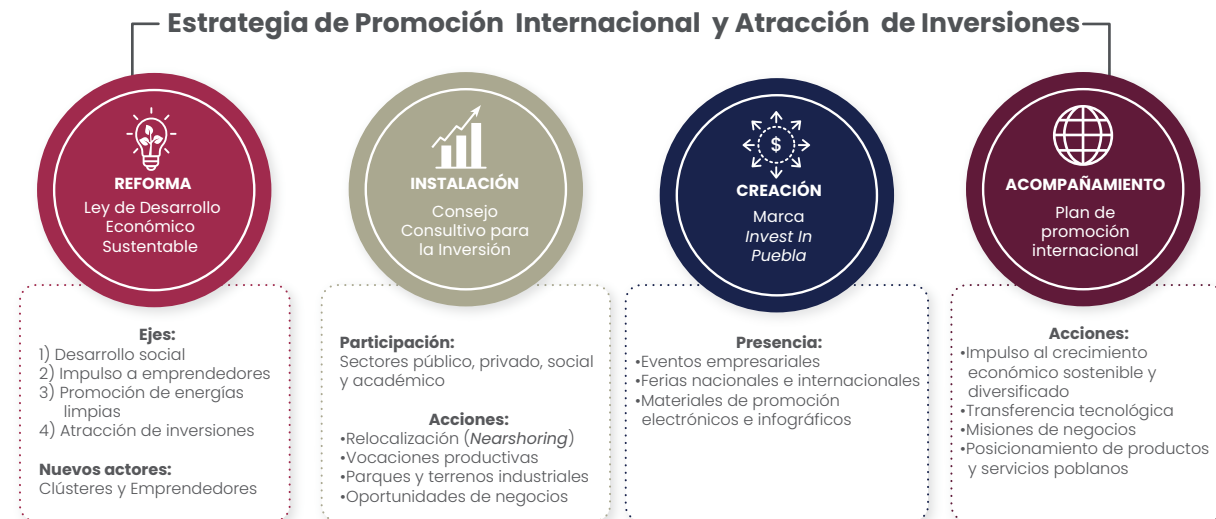 Estrategia de Promoción Internacional y Atracción de Inversiones
REFORMA
Ley de Desarrollo
Económico
Sustentable
Ejes:
1) Desarrollo social
2) Impulso a emprendedores
3) Promoción de energías
limpias
4) Atracción de inversiones
Nuevos actores:
Clústeres y Emprendedores
INSTALACIÓN
Consejo
Consultivo para
la Inversión
Participación:
Sectores público, privado, social
y académico
Acciones:
•Relocalización (Nearshoring)
•Vocaciones productivas
•Parques y terrenos industriales
•Oportunidades de negocios
$
CREACIÓN
Marca
Invest In
Puebla
Presencia:
•Eventos empresariales
•Ferias nacionales e internacionales
•Materiales de promoción
electrónicos e infográficos
ACOMPAÑAMIENTO
Plan de
promoción
internacional
Acciones:
•Impulso al crecimiento
económico sostenible y
diversificado
•Transferencia tecnológica
•Misiones de negocios
•Posicionamiento de productos
y servicios poblanos